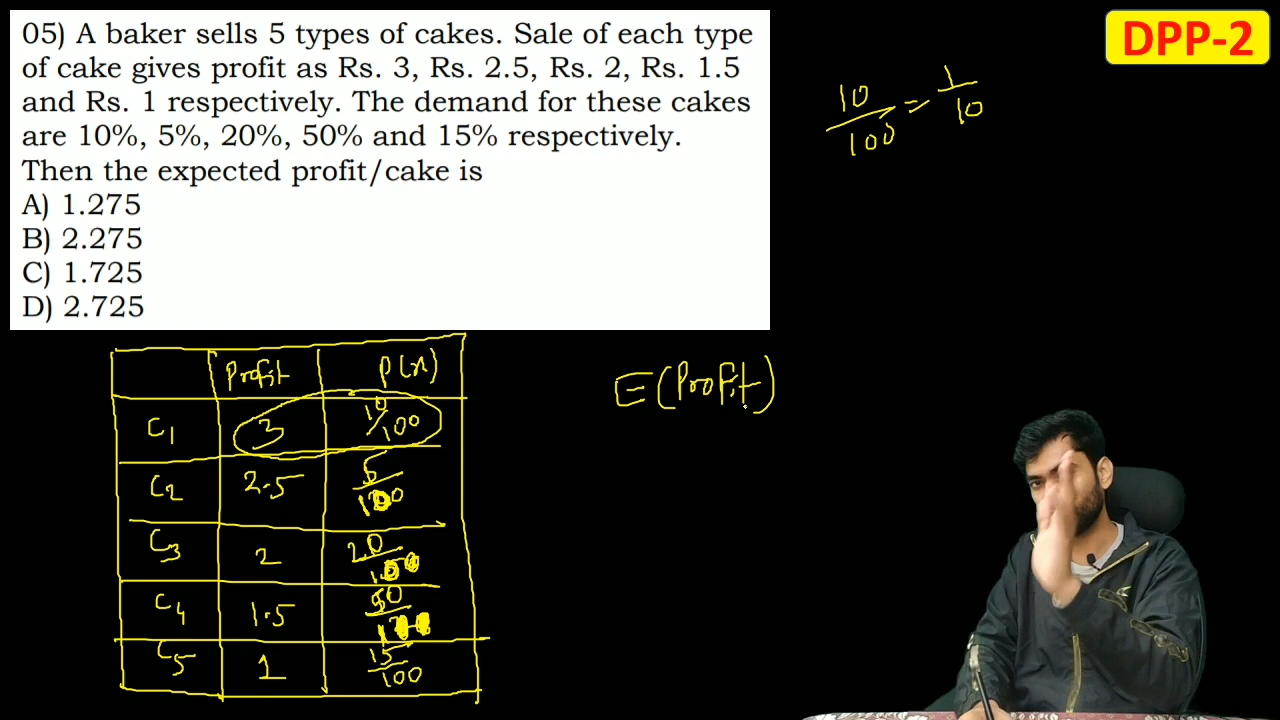 05) A baker sells 5 types of cakes. Sale of each type
of cake gives profit as Rs. 3, Rs. 2.5, Rs. 2, Rs. 1.5
and Rs. 1 respectively. The demand for these cakes
are 10%, 5%, 20%, 50% and 15% respectively.
Then the expected profit/cake is
A) 1.275
B) 2.275
C) 1.725
D) 2.725
DPP-2
10/100 = 1/10
Profit P(x)
C1 3 10/100
C2 2.5 5/100
C3 2 20/100
C4 1.5 50/100
C5 1 15/100
E(Profit)